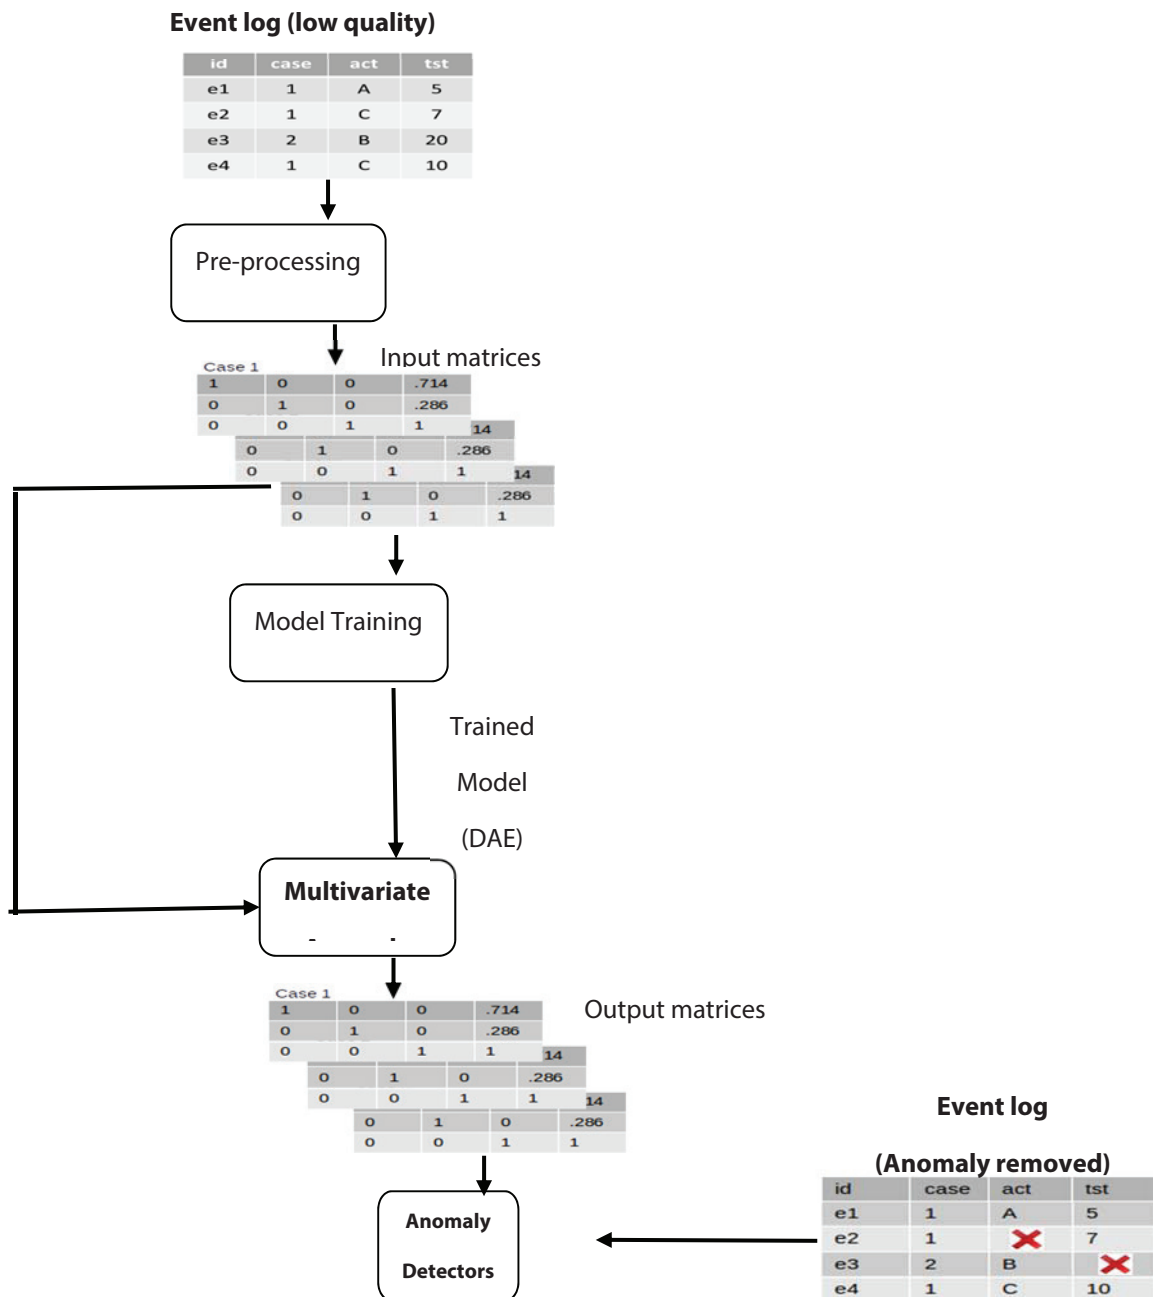 Event log (low quality)
id case act tst
e1 1 A 5
e2 1 C 7
e3 2 B 20
e4 1 C 10
Pre-processing
Input matrices
Case 1
1 0 0 .714
0 1 0 .286
0 0 1 1
14
0 1 0 .286
0 0 1 1
14
0 1 0 .286
0 0 1 1
Model Training
Trained
Model
(DAE)
Multivariate
Case 1
Output matrices
1 0 0 .714
0 1 0 .286
0 0 1 1
14
0 1 0 .286
0 0 1 1
14
0 1 0 .286
0 0 1 1
Anomaly
Detectors
Event log
(Anomaly removed)
id case act tst
e1 1 A 5
e2 1 7
e3 2 B
e4 1 C 10